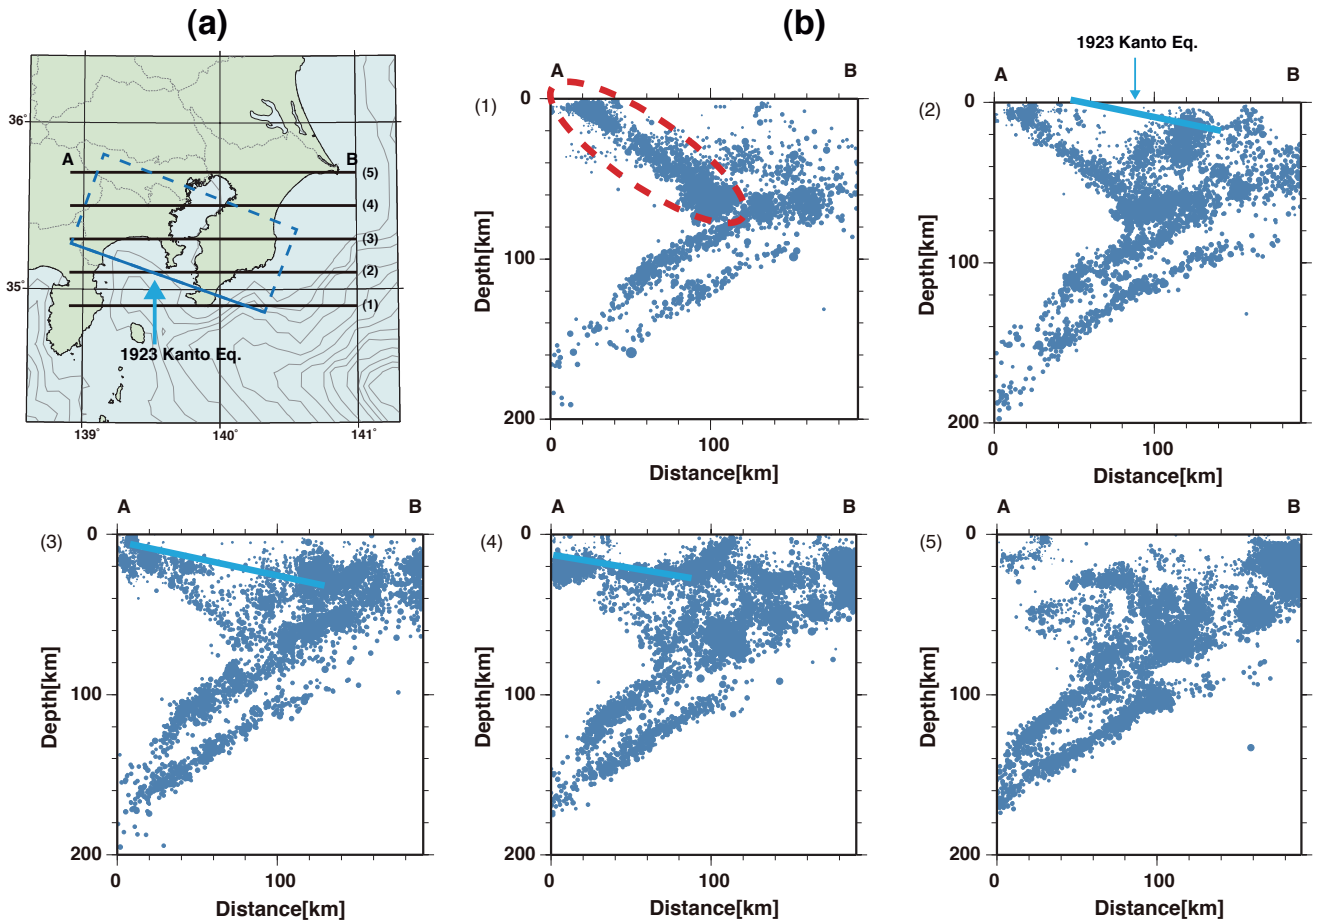 (a)
36°
35°
139°
140°
141°
A
B
(5)
(4)
(3)
(2)
(1)
1923 Kanto Eq.
(b)
(1)
A
B
0
100
200
Depth[km]
0
100
Distance[km]
1923 Kanto Eq.
(2)
A
B
0
100
200
Depth[km]
0
100
Distance[km]
(3)
A
B
0
100
200
Depth[km]
0
100
Distance[km]
(4)
A
B
0
100
200
Depth[km]
0
100
Distance[km]
(5)
A
B
0
100
200
Depth[km]
0
100
Distance[km]